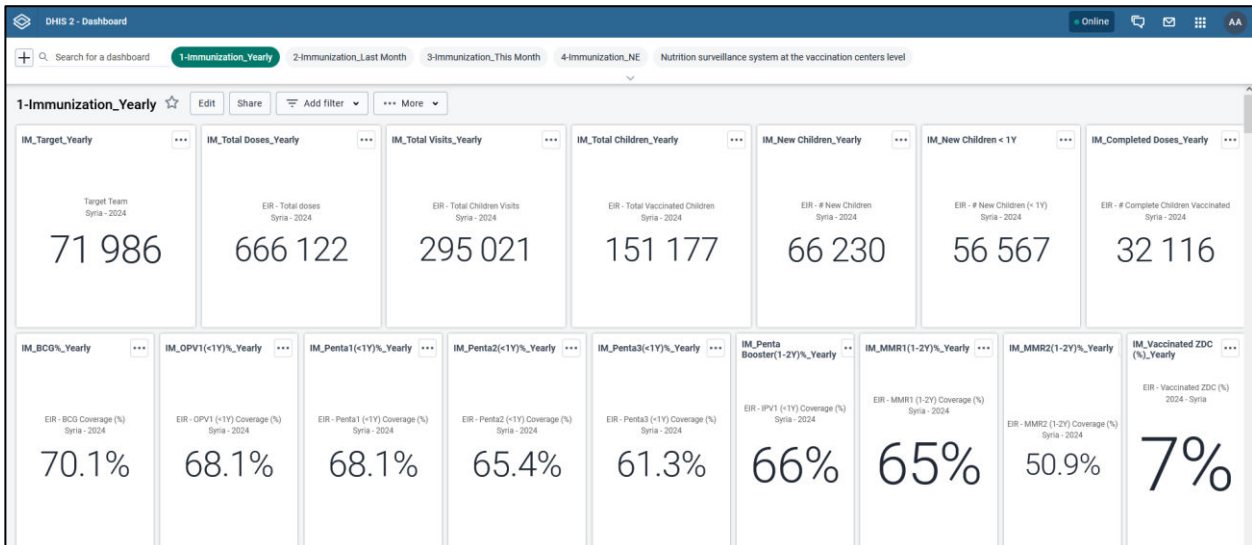 DHIS 2 - Dashboard
Online
AA
Search for a dashboard
1-Immunization_Yearly
2-Immunization_Last Month
3-Immunization_This Month
4-Immunization_NE
Nutrition surveillance system at the vaccination centers level
1-Immunization_Yearly
Edit
Share
Add filter
More
IM_Target_Yearly
Target Team
Syria - 2024
71 986
IM_Total Doses_Yearly
EIR - Total doses
Syria - 2024
666 122
IM_Total Visits_Yearly
EIR - Total Children Visits
Syria - 2024
295 021
IM_Total Children_Yearly
EIR - Total Vaccinated Children
Syria - 2024
151 177
IM_New Children_Yearly
EIR - # New Children
Syria - 2024
66 230
IM_New Children < 1Y
EIR - # New Children (< 1Y)
Syria - 2024
56 567
IM_Completed Doses_Yearly
EIR - # Complete Children Vaccinated
Syria - 2024
32 116
IM_BCG%_Yearly
EIR - BCG Coverage (%)
Syria - 2024
70.1%
IM_OPV1(<1Y)%_Yearly
EIR - OPV1 (<1Y) Coverage (%)
Syria - 2024
68.1%
IM_Penta1(<1Y)%_Yearly
EIR - Penta1 (<1Y) Coverage (%)
Syria - 2024
68.1%
IM_Penta2(<1Y)%_Yearly
EIR - Penta2 (<1Y) Coverage (%)
Syria - 2024
65.4%
IM_Penta3(<1Y)%_Yearly
EIR - Penta3 (<1Y) Coverage (%)
Syria - 2024
61.3%
IM_Penta
Booster(1-2Y)%_Yearly
EIR - IPV1 (<1Y) Coverage (%)
Syria - 2024
66%
IM_MMR1(1-2Y)%_Yearly
EIR - MMR1 (1-2Y) Coverage (%)
Syria - 2024
65%
IM_MMR2(1-2Y)%_Yearly
EIR - MMR2 (1-2Y) Coverage (%)
Syria - 2024
50.9%
IM_Vaccinated ZDC
(%)_Yearly
EIR - Vaccinated ZDC (%)
2024 - Syria
7%